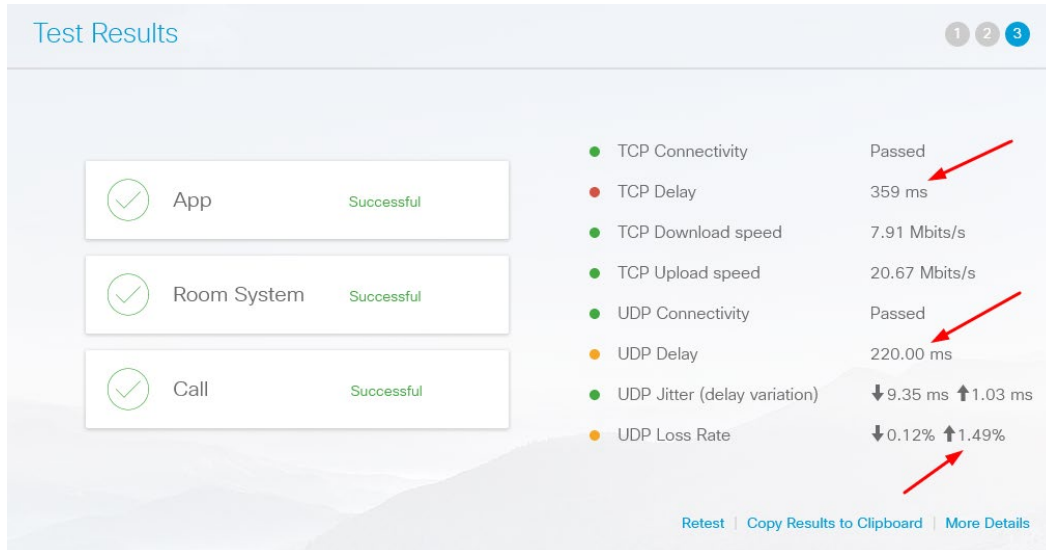 Test Results
1 2 3
App Successful
Room System Successful
Call Successful
TCP Connectivity Passed
TCP Delay 359 ms
TCP Download speed 7.91 Mbits/s
TCP Upload speed 20.67 Mbits/s
UDP Connectivity Passed
UDP Delay 220.00 ms
UDP Jitter (delay variation) ↓9.35 ms ↑1.03 ms
UDP Loss Rate ↓0.12% ↑1.49%
Retest | Copy Results to Clipboard | More Details